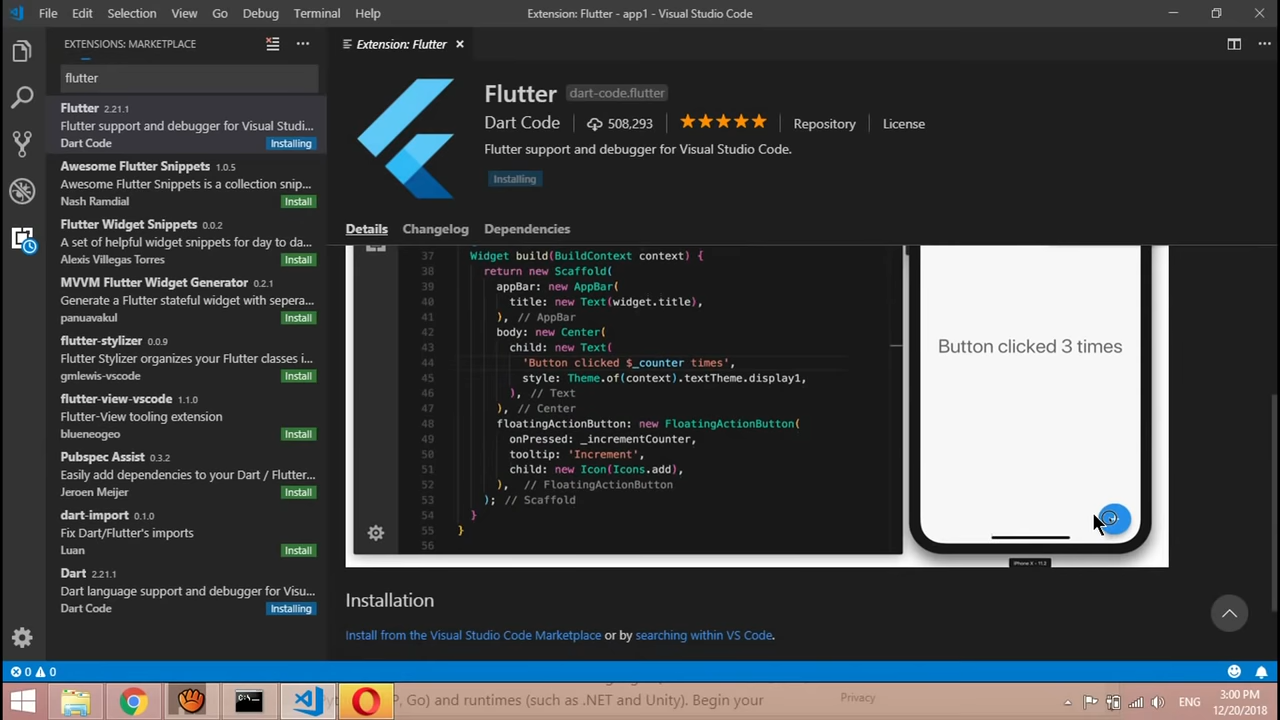 File Edit Selection View Go Debug Terminal Help
Extension: Flutter - app1 - Visual Studio Code
EXTENSIONS: MARKETPLACE
flutter
Flutter 2.21.1
Flutter support and debugger for Visual Studi...
Dart Code Installing
Awesome Flutter Snippets 1.0.5
Awesome Flutter Snippets is a collection snip...
Nash Ramdial Install
Flutter Widget Snippets 0.0.2
A set of helpful widget snippets for day to da...
Alexis Villegas Torres Install
MVVM Flutter Widget Generator 0.2.1
Generate a Flutter stateful widget with sepera...
panuavakul Install
flutter-stylizer 0.0.9
Flutter Stylizer organizes your Flutter classes i...
gmlewis-vscode Install
flutter-view-vscode 1.1.0
Flutter-View tooling extension
blueneogeo Install
Pubspec Assist 0.3.2
Easily add dependencies to your Dart / Flutter...
Jeroen Meijer Install
dart-import 0.1.0
Fix Dart/Flutter's imports
Luan Install
Dart 2.21.1
Dart language support and debugger for Visu...
Dart Code Installing
Extension: Flutter
Flutter dart-code.flutter
Dart Code 508,293 Repository License
Flutter support and debugger for Visual Studio Code.
Installing
Details Changelog Dependencies
37 Widget build(BuildContext context) {
38 return new Scaffold(
39 appBar: new AppBar(
40 title: new Text(widget.title),
41 ), // AppBar
42 body: new Center(
43 child: new Text(
44 'Button clicked $_counter times',
45 style: Theme.of(context).textTheme.display1,
46 ), // Text
47 ), // Center
48 floatingActionButton: new FloatingActionButton(
49 onPressed: _incrementCounter,
50 tooltip: 'Increment',
51 child: new Icon(Icons.add),
52 ), // FloatingActionButton
53 ); // Scaffold
54 }
55 }
56
Button clicked 3 times
iPhone X - 11.2
Installation
Install from the Visual Studio Code Marketplace or by searching within VS Code.
0 0
P, Go) and runtimes (such as .NET and Unity). Begin your
Privacy
ENG
3:00 PM
12/20/2018